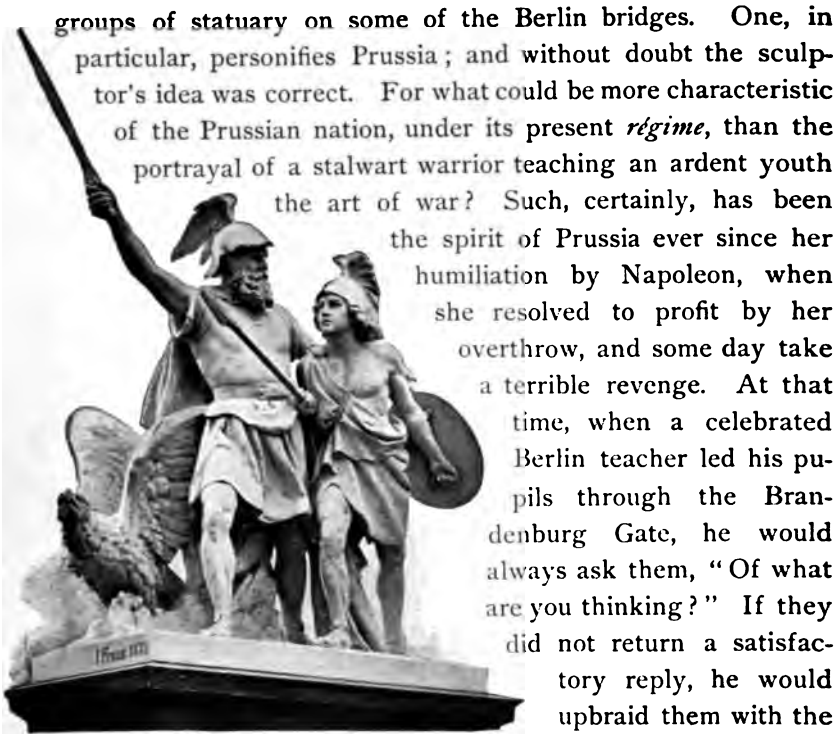 groups of statuary on some of the Berlin bridges. One, in
particular, personifies Prussia; and without doubt the sculp-
tor's idea was correct. For what could be more characteristic
of the Prussian nation, under its present régime, than the
portrayal of a stalwart warrior teaching an ardent youth
the art of war? Such, certainly, has been
the spirit of Prussia ever since her
humiliation by Napoleon, when
she resolved to profit by her
overthrow, and some day take
a terrible revenge. At that
time, when a celebrated
Berlin teacher led his pu-
pils through the Bran-
denburg Gate, he would
always ask them, "Of what
are you thinking?" If they
did not return a satisfac-
tory reply, he would
upbraid them with the